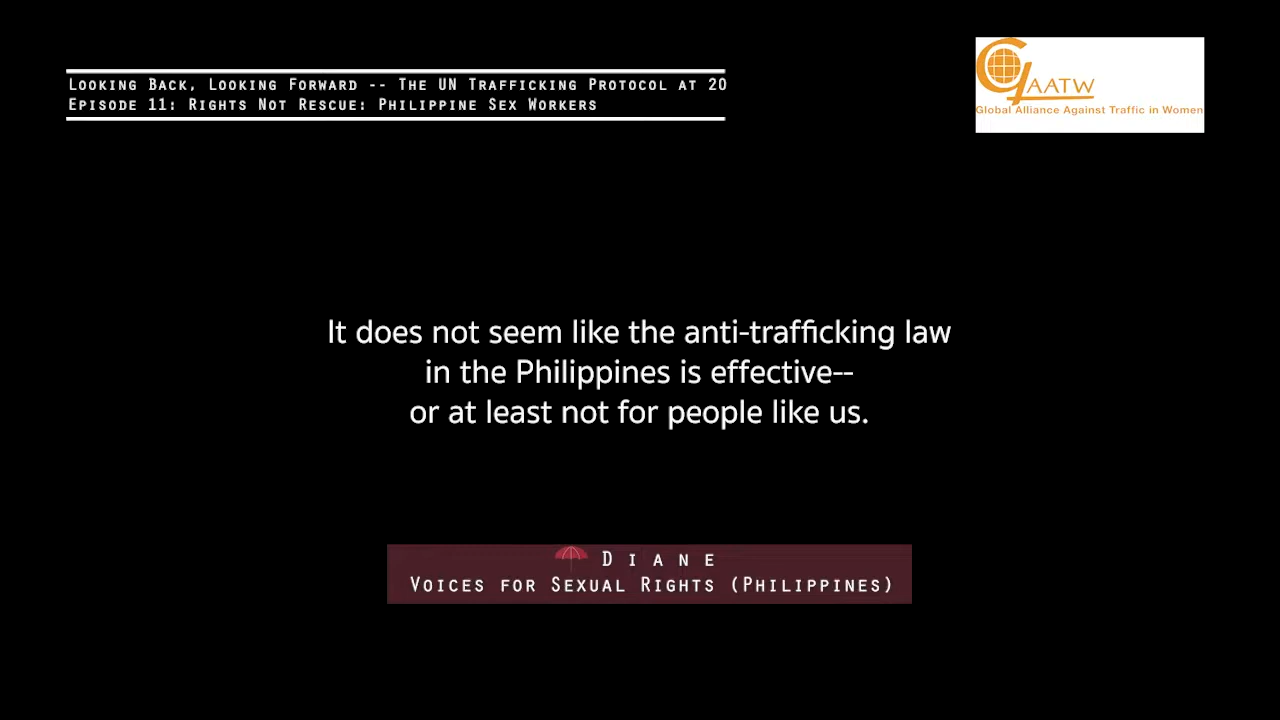 Looking Back, Looking Forward -- The UN Trafficking Protocol at 20
Episode 11: Rights Not Rescue: Philippine Sex Workers
GAATW
Global Alliance Against Traffic in Women
It does not seem like the anti-trafficking law
in the Philippines is effective--
or at least not for people like us.
Diane
Voices for Sexual Rights (Philippines)